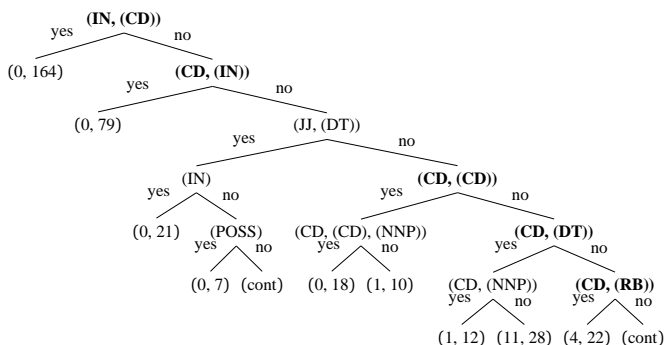 (IN, (CD))
yes no
(0, 164) (CD, (IN))
yes no
(0, 79) (JJ, (DT))
yes no
(IN) (CD, (CD))
yes no yes no
(0, 21) (POSS) (CD, (CD), (NNP)) (CD, (DT))
yes no yes no yes no
(0, 7) (cont) (0, 18) (1, 10) (CD, (NNP)) (CD, (RB))
yes no yes no
(1, 12) (11, 28) (4, 22) (cont)